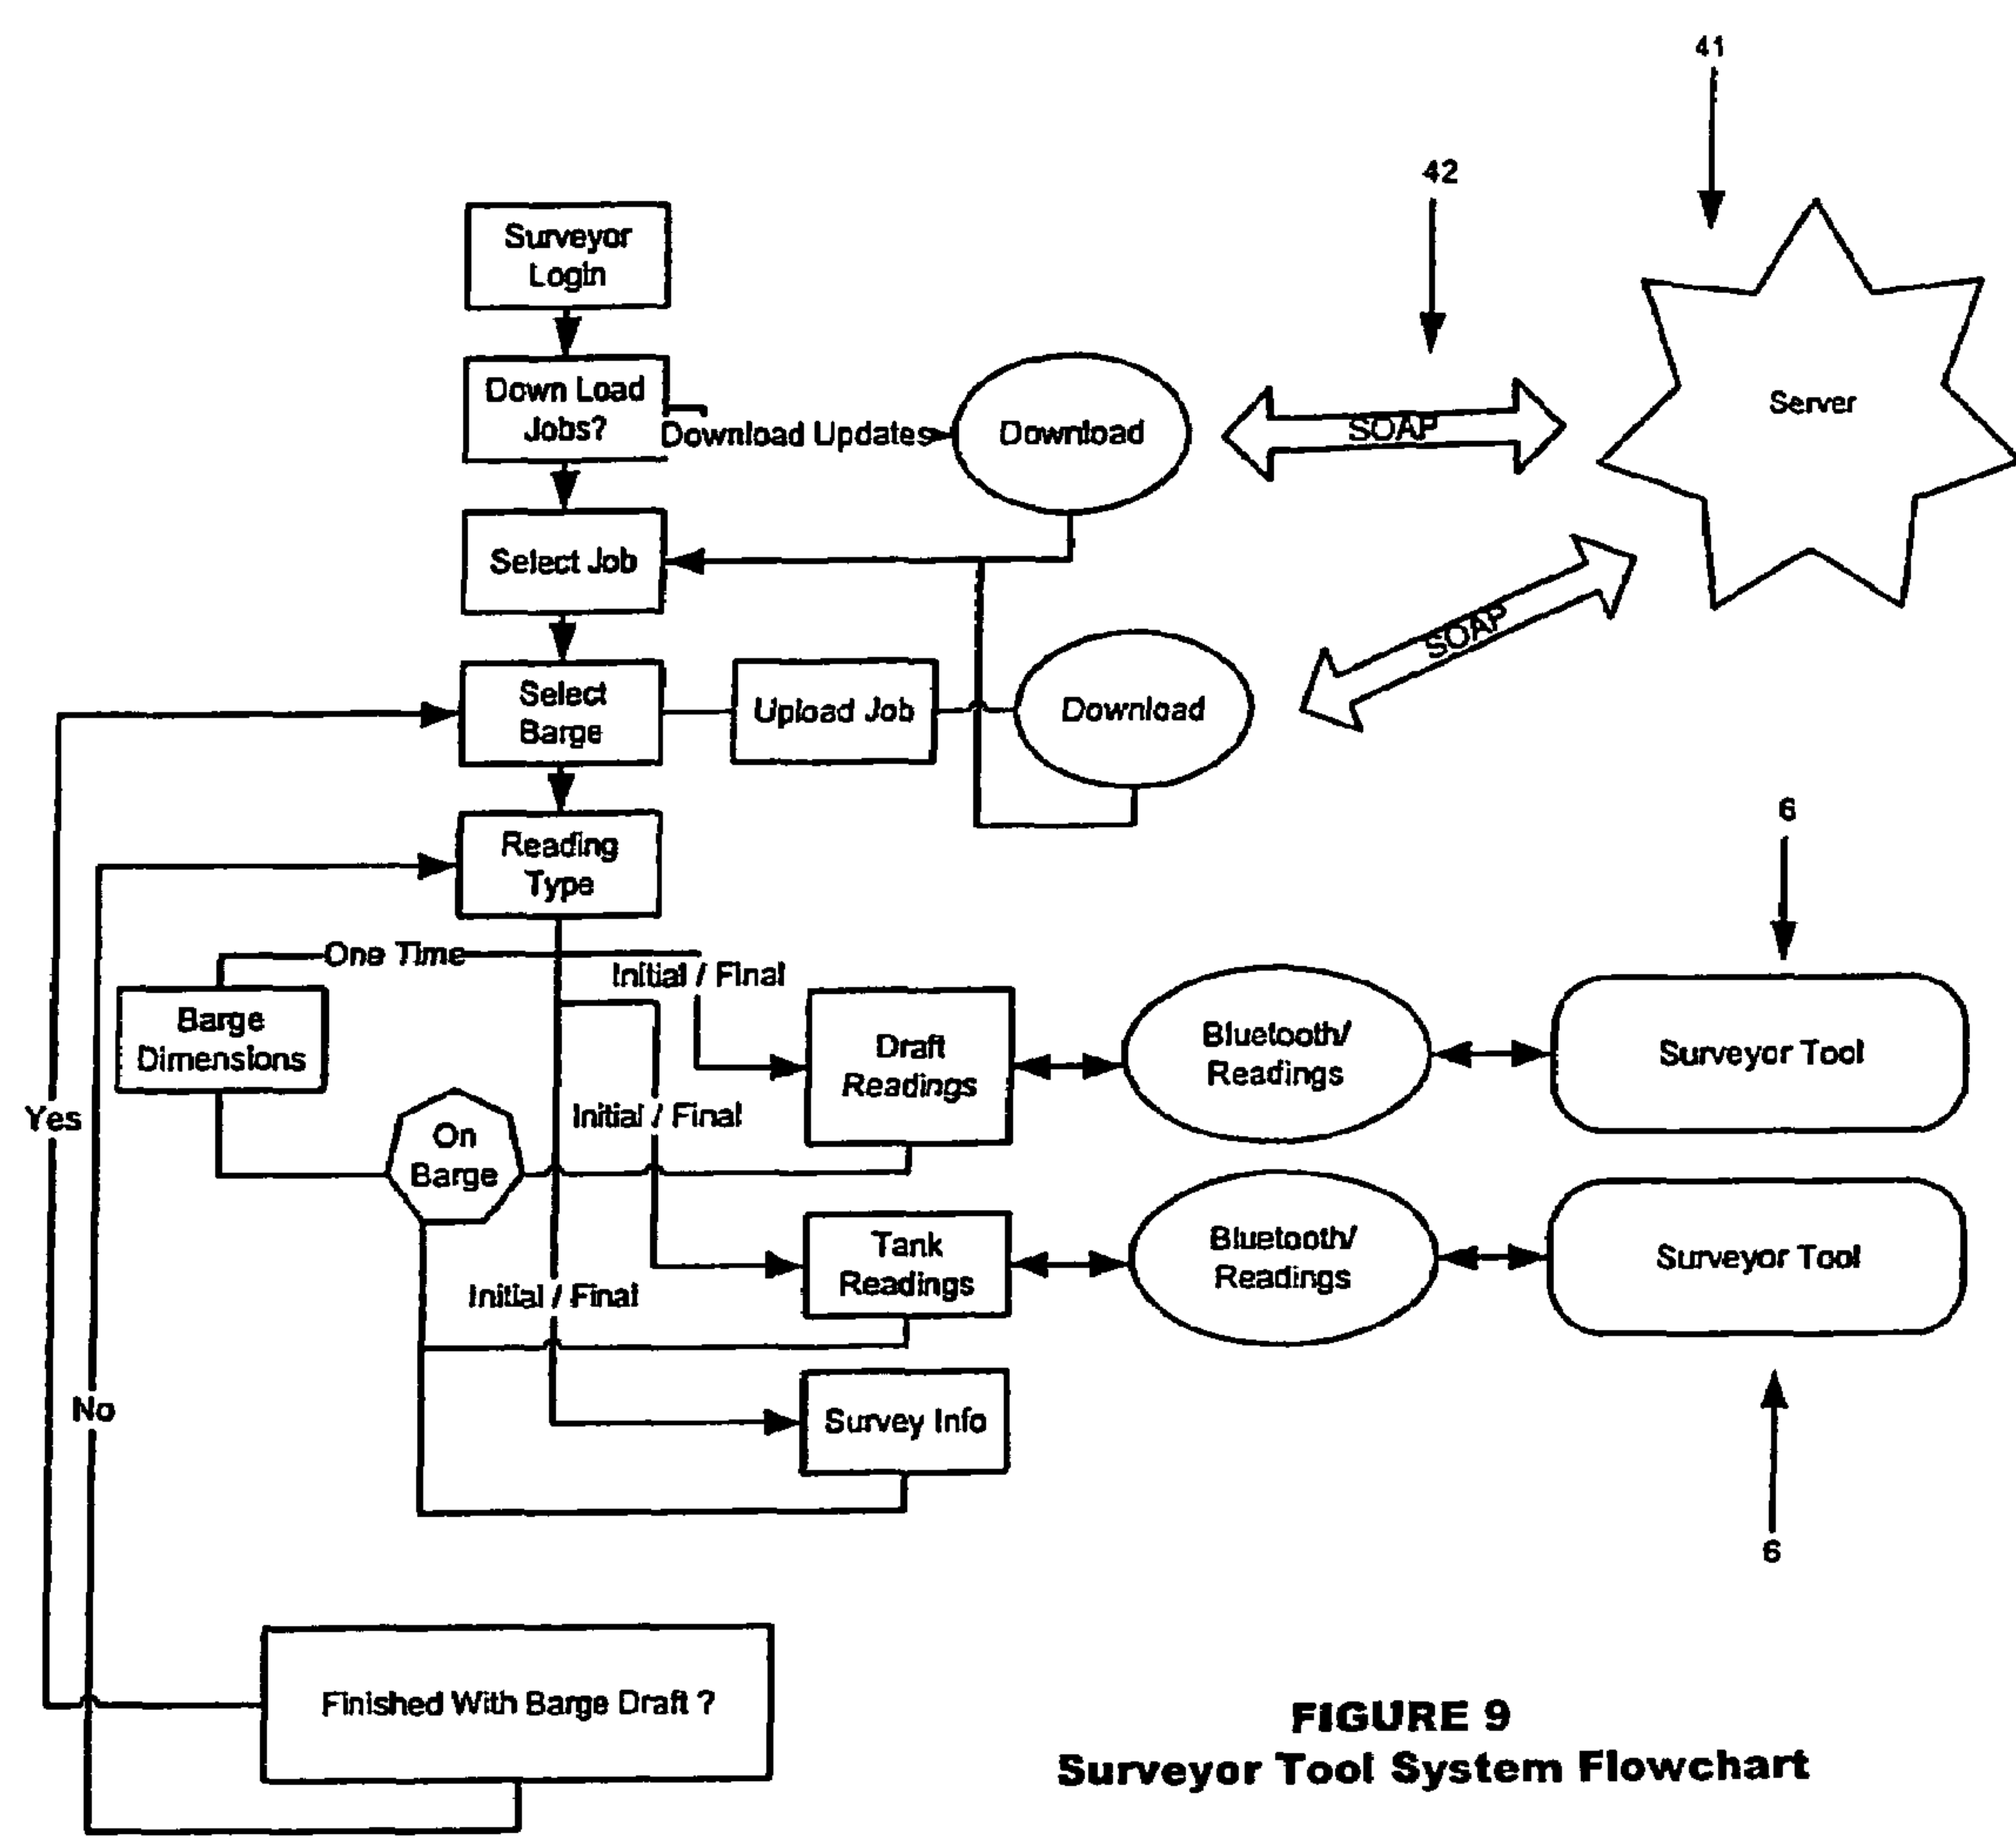 41
42
Surveyor
Login
Down Load
Jobs?
Download Updates
Download
SOAP
Server
Select Job
SOAP
Select
Barge
Upload Job
Download
Reading
Type
6
One Time
Initial / Final
Barge
Dimensions
Draft
Readings
Bluetooth/
Readings
Surveyor Tool
Yes
On
Barge
Initial / Final
Tank
Readings
Bluetooth/
Readings
Surveyor Tool
Initial / Final
No
Survey Info
6
Finished With Barge Draft ?
FIGURE 9
Surveyor Tool System Flowchart